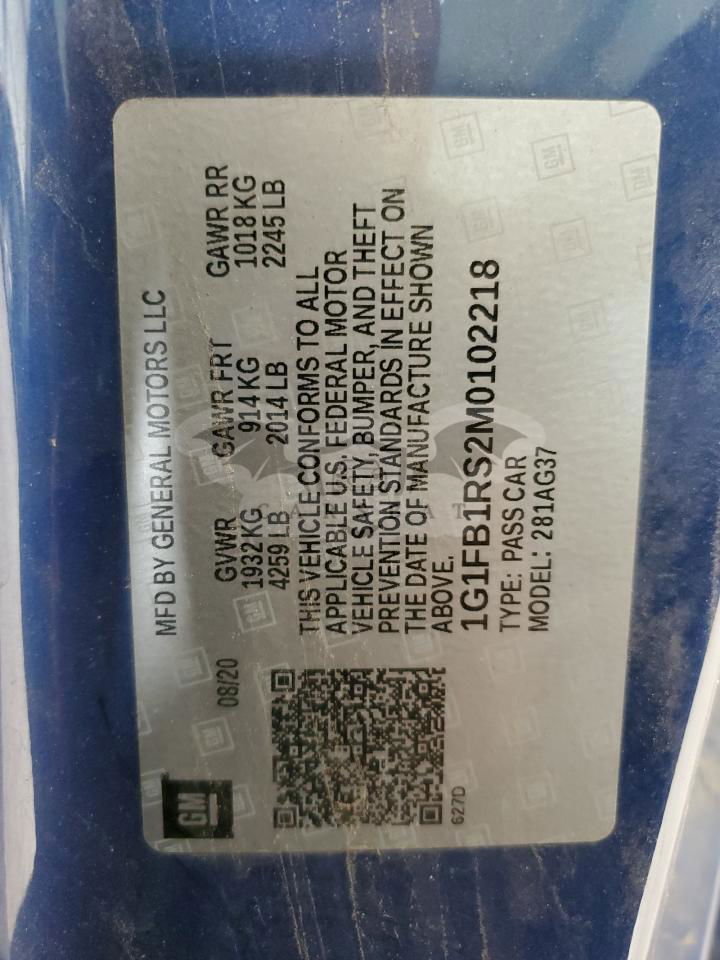 GM
MFD BY GENERAL MOTORS LLC
08/20
GVWR GAWR FRT GAWR RR
1932 KG 914 KG 1018 KG
4259 LB 2014 LB 2245 LB
THIS VEHICLE CONFORMS TO ALL
APPLICABLE U.S. FEDERAL MOTOR
VEHICLE SAFETY, BUMPER, AND THEFT
PREVENTION STANDARDS IN EFFECT ON
THE DATE OF MANUFACTURE SHOWN
ABOVE.
1G1FB1RS2M0102218
TYPE: PASS CAR
MODEL: 281AG37
627D